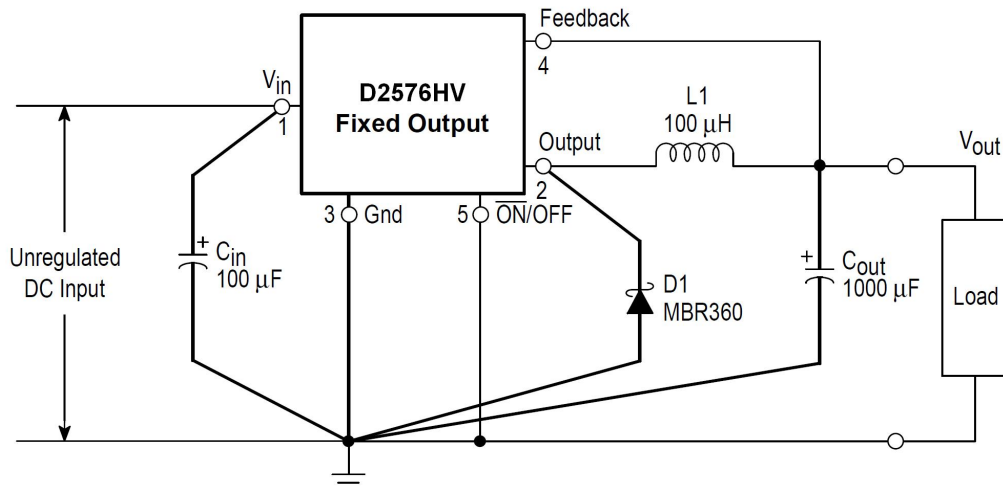 Feedback
4
D2576HV
Fixed Output
Vin
1
L1
100 µH
Output
2
Vout
3 Gnd
5 ON/OFF
Unregulated
DC Input
+
Cin
100 µF
D1
MBR360
+
Cout
1000 µF
Load